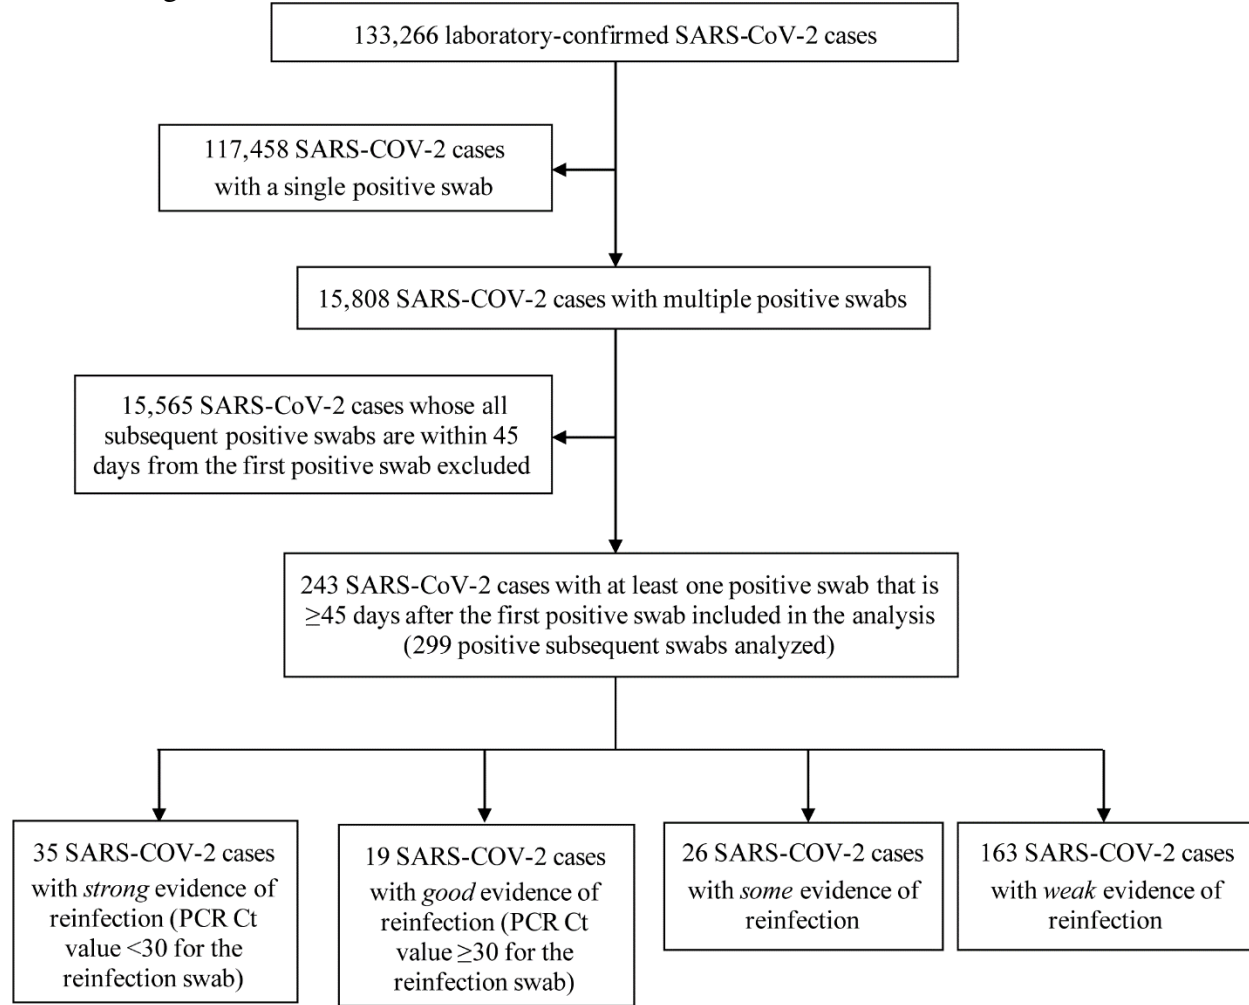 133,266 laboratory-confirmed SARS-CoV-2 cases
117,458 SARS-COV-2 cases
with a single positive swab
15,808 SARS-COV-2 cases with multiple positive swabs
15,565 SARS-CoV-2 cases whose all
subsequent positive swabs are within 45
days from the first positive swab excluded
243 SARS-CoV-2 cases with at least one positive swab that is
≥45 days after the first positive swab included in the analysis
(299 positive subsequent swabs analyzed)
35 SARS-COV-2 cases
with strong evidence of
reinfection (PCR Ct
value <30 for the
reinfection swab)
19 SARS-COV-2 cases
with good evidence of
reinfection (PCR Ct
value ≥30 for the
reinfection swab)
26 SARS-COV-2 cases
with some evidence of
reinfection
163 SARS-COV-2 cases
with weak evidence of
reinfection